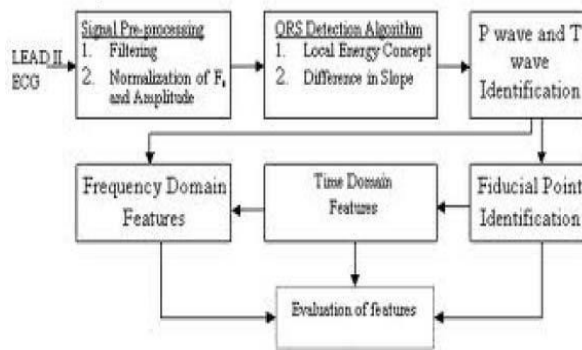 Signal Pre-processing
1. Filtering
2. Normalization of Fs
and Amplitude
QRS Detection Algorithm
1. Local Energy Concept
2. Difference in Slope
P wave and T
wave
Identification
LEAD II
ECG
Frequency Domain
Features
Time Domain
Features
Fiducial Point
Identification
Evaluation of features